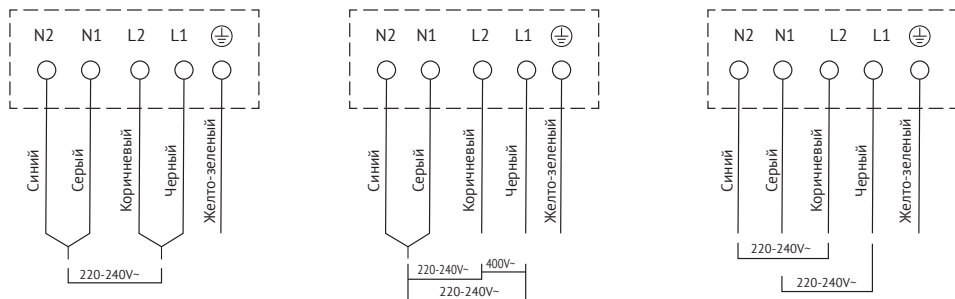 N2 N1 L2 L1
Синий
Серый
Коричневый
Черный
Желто-зеленый
220-240V~
N2 N1 L2 L1
Синий
Серый
Коричневый
Черный
Желто-зеленый
220-240V~ 400V~
220-240V~
N2 N1 L2 L1
Синий
Серый
Коричневый
Черный
Желто-зеленый
220-240V~
220-240V~